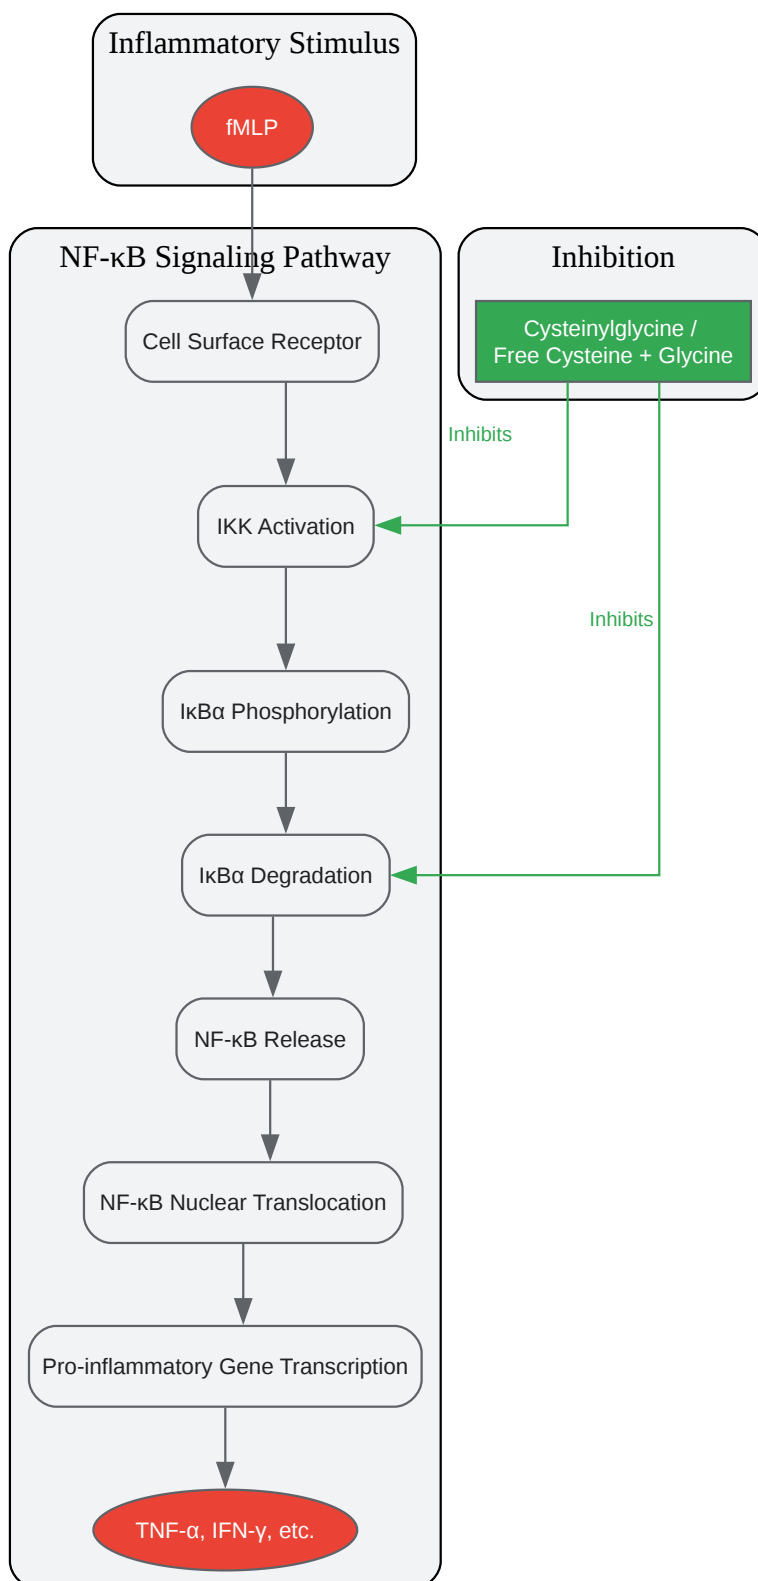 Inflammatory Stimulus
fMLP
NF-κB Signaling Pathway
Inhibition
Cysteinylglycine /
Free Cysteine + Glycine
Cell Surface Receptor
Inhibits
IKK Activation
Inhibits
IκBα Phosphorylation
IκBα Degradation
NF-κB Release
NF-κB Nuclear Translocation
Pro-inflammatory Gene Transcription
TNF-α, IFN-γ, etc.